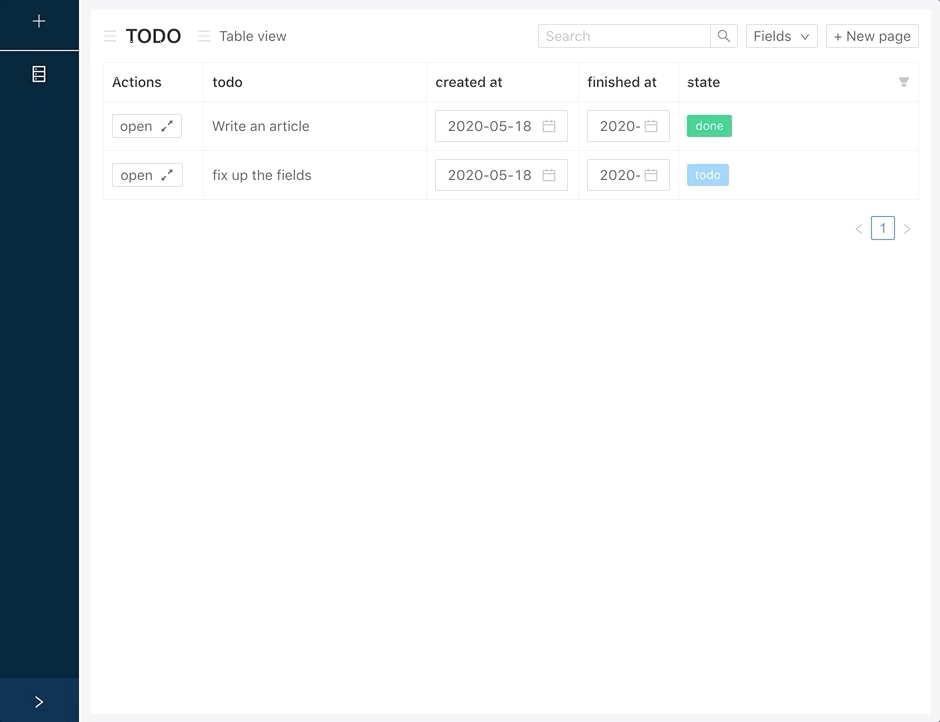 TODO Table view Search Fields + New page
Actions todo created at finished at state
open Write an article 2020-05-18 2020- done
open fix up the fields 2020-05-18 2020- todo
1